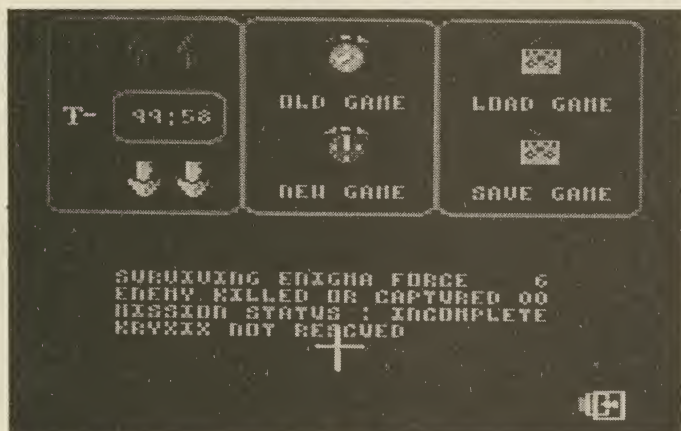 T- 99:58
OLD GAME
NEW GAME
LOAD GAME
SAVE GAME
SURVIVING ENIGMA FORCE 6
ENEMY KILLED OR CAPTURED 00
MISSION STATUS : INCOMPLETE
KRYXIX NOT RESCUED